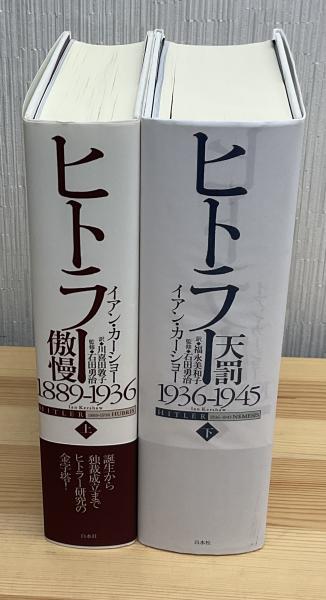 ヒトラー
傲慢
1889-1936
イアン・カーショー
訳◆川喜田敦子
監修◆石田勇治
Ian Kershaw
HITLER 1889-1936 HUBRIS
上
誕生から
独裁成立まで
ヒトラー研究の
金字塔!
白水社
ヒトラー
天罰
1936-1945
イアン・カーショー
訳◆福永美和子
監修◆石田勇治
Ian Kershaw
HITLER 1936-1945 NEMESIS
下
白水社